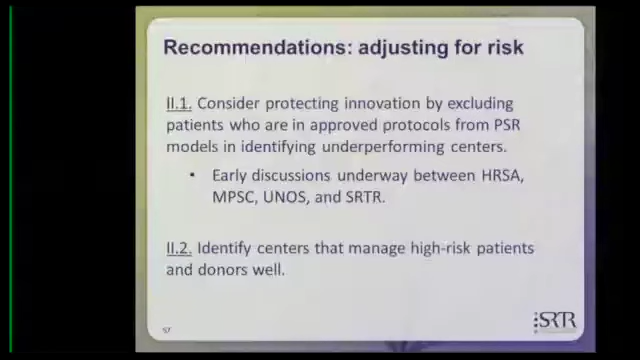 Recommendations: adjusting for risk
II.1. Consider protecting innovation by excluding
patients who are in approved protocols from PSR
models in identifying underperforming centers.
• Early discussions underway between HRSA,
MPSC, UNOS, and SRTR.
II.2. Identify centers that manage high-risk patients
and donors well.
SRTR